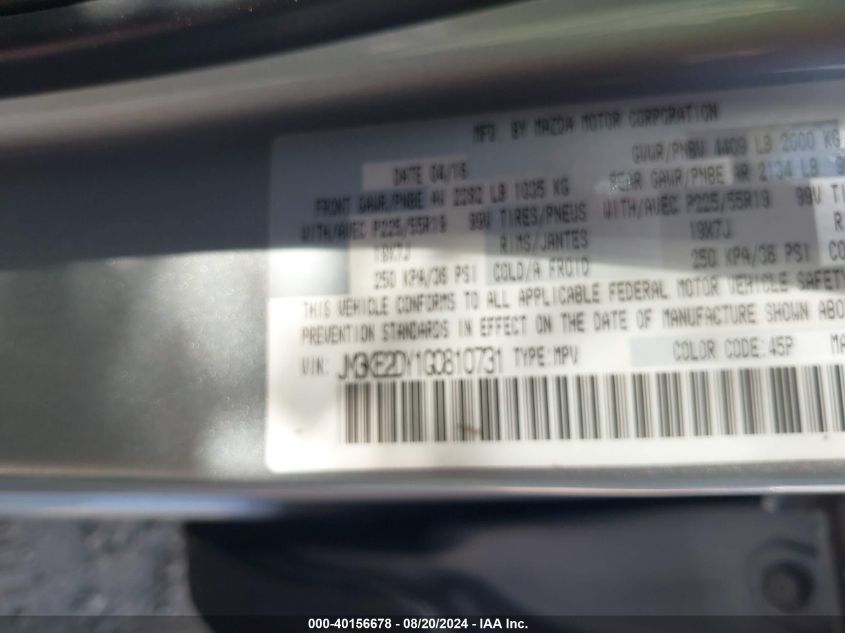 MFD. BY MAZDA MOTOR CORPORATION
DATE 04/16 GVWR/PNBV 4409 LB 2000 KG
FRONT GAWR/PNBE AV 2282 LB 1035 KG REAR GAWR/PNBE AR 2134 LB
WITH/AVEC P225/55R19 99V TIRES/PNEUS WITH/AVEC P225/55R19 99V
19X7J RIMS/JANTES 19X7J
250 KPA/36 PSI COLD/A FROID 250 KPA/36 PSI
THIS VEHICLE CONFORMS TO ALL APPLICABLE FEDERAL MOTOR VEHICLE SAFETY
PREVENTION STANDARDS IN EFFECT ON THE DATE OF MANUFACTURE SHOWN ABO
VIN: JM3KE2DY1G0810731 TYPE:MPV COLOR CODE:45P MA
000-40156678 - 08/20/2024 - IAA Inc.